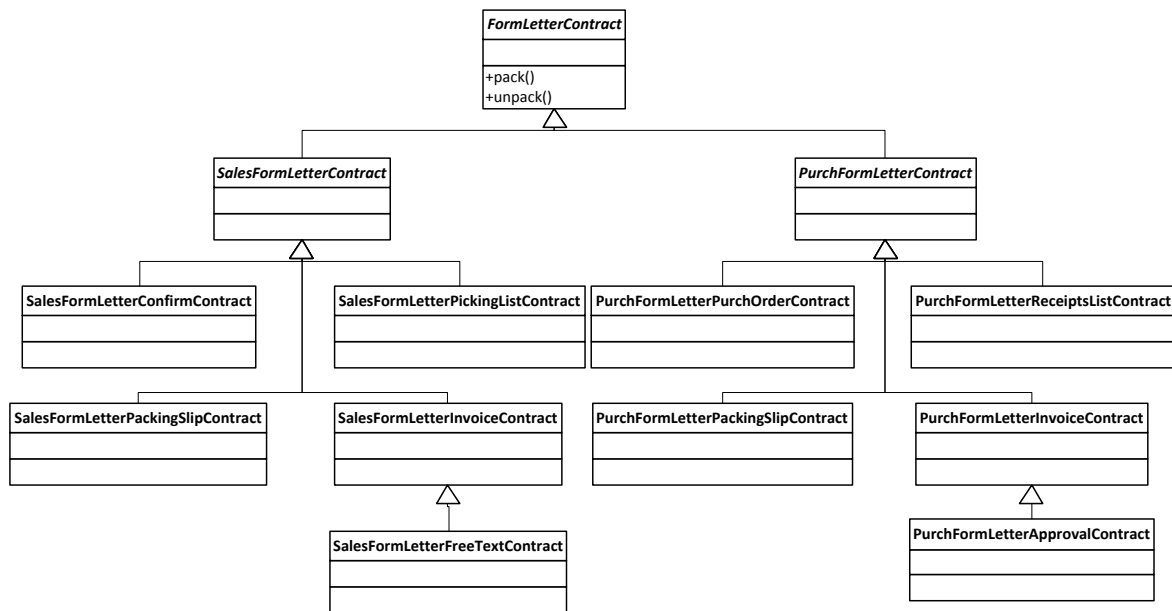 FormLetterContract
+pack()
+unpack()
SalesFormLetterContract
PurchFormLetterContract
SalesFormLetterConfirmContract
SalesFormLetterPickingListContract
PurchFormLetterPurchOrderContract
PurchFormLetterReceiptsListContract
SalesFormLetterPackingSlipContract
SalesFormLetterInvoiceContract
PurchFormLetterPackingSlipContract
PurchFormLetterInvoiceContract
SalesFormLetterFreeTextContract
PurchFormLetterApprovalContract